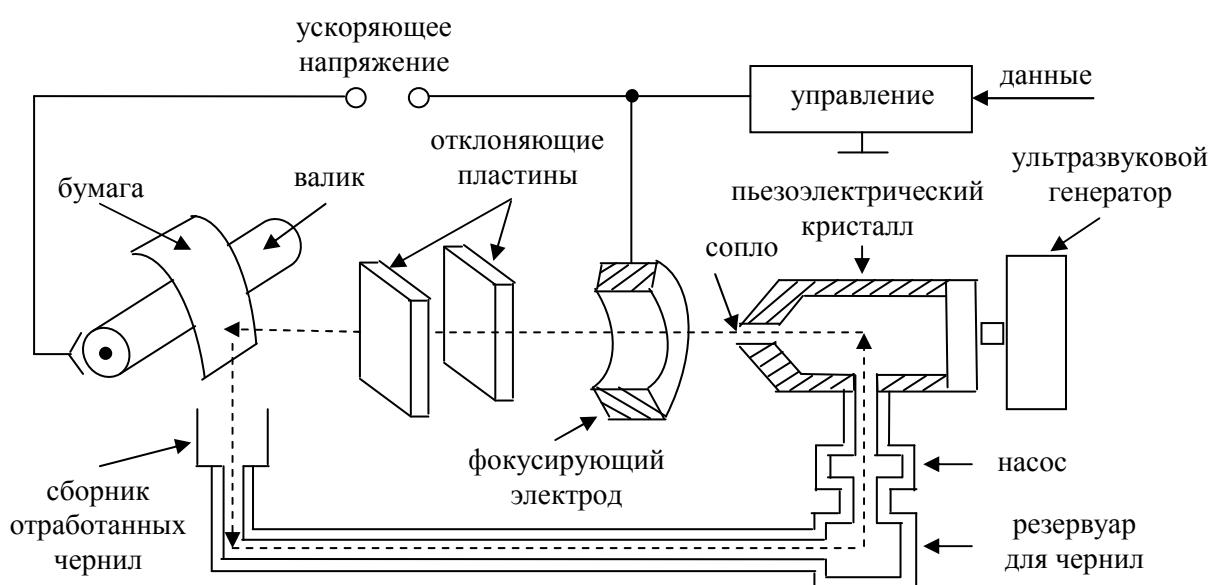 ускоряющее
напряжение
данные
управление
отклоняющие
пластины
ультразвуковой
генератор
бумага
валик
пьезоэлектрический
кристалл
сопло
фокусирующий
электрод
насос
сборник
отработанных
чернил
резервуар
для чернил